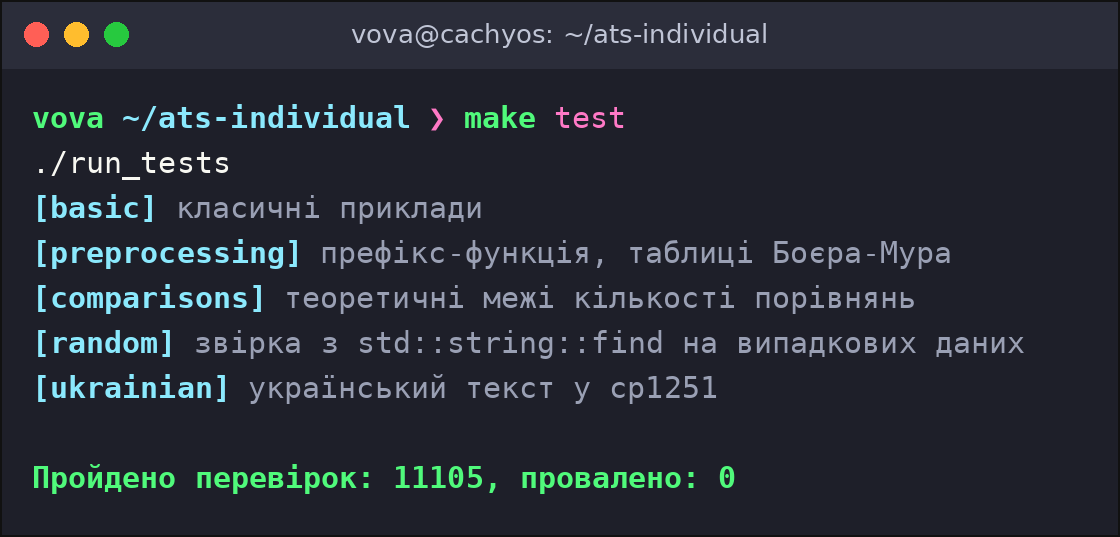 vova@cachyos: ~/ats-individual
vova ~/ats-individual ❯ make test
./run_tests
[basic] класичні приклади
[preprocessing] префікс-функція, таблиці Боєра-Мура
[comparisons] теоретичні межі кількості порівнянь
[random] звірка з std::string::find на випадкових даних
[ukrainian] український текст у cp1251
Пройдено перевірок: 11105, провалено: 0